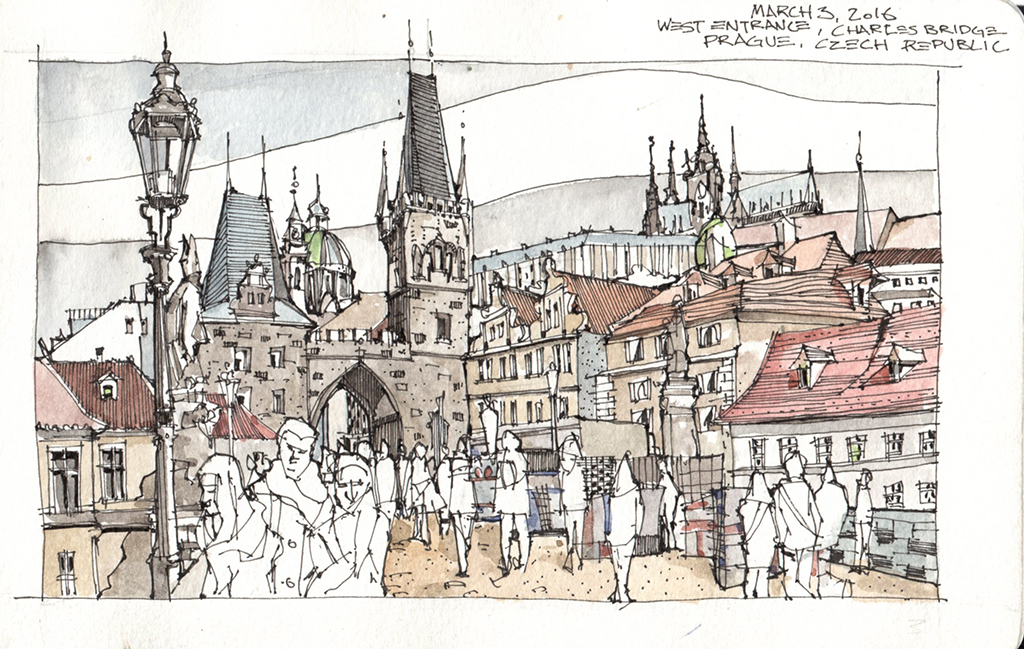 MARCH 3, 2016
WEST ENTRANCE, CHARLES BRIDGE
PRAGUE, CZECH REPUBLIC